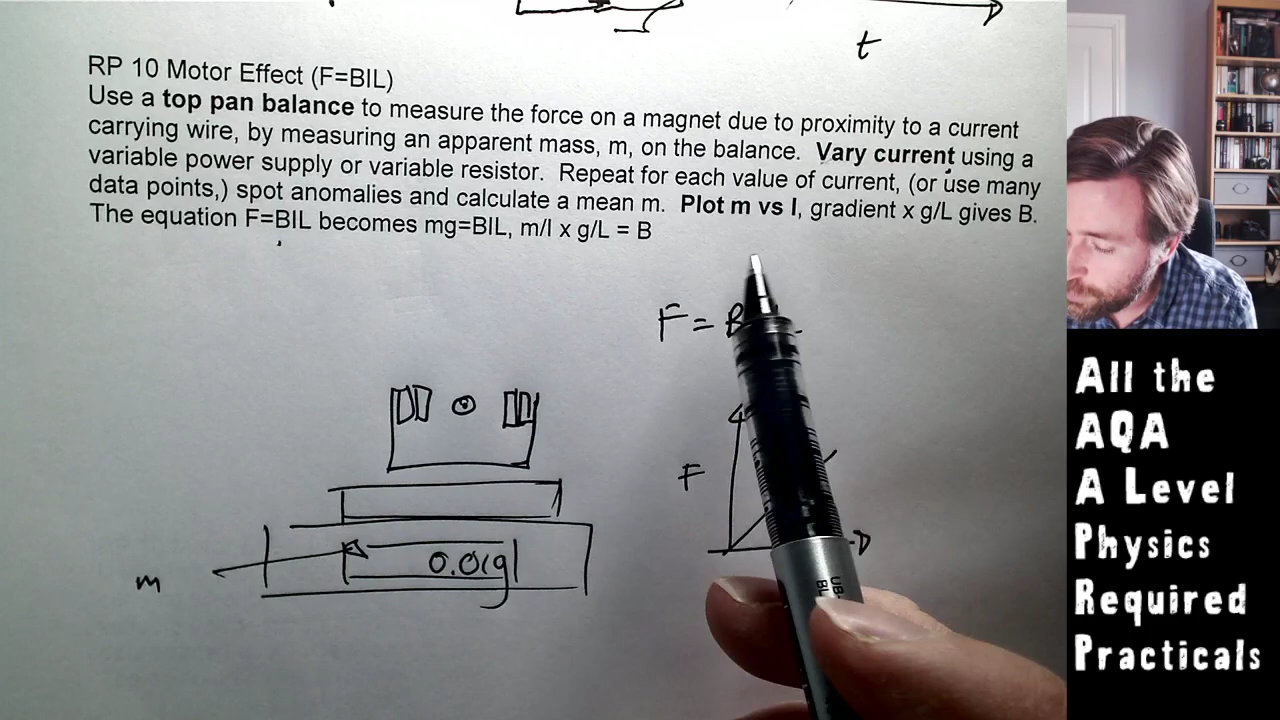 t
RP 10 Motor Effect (F=BIL)
Use a top pan balance to measure the force on a magnet due to proximity to a current
carrying wire, by measuring an apparent mass, m, on the balance. Vary current using a
variable power supply or variable resistor. Repeat for each value of current, (or use many
data points,) spot anomalies and calculate a mean m. Plot m vs I, gradient x g/L gives B.
The equation F=BIL becomes mg=BIL, m/I x g/L = B
F = B
F
0.01g
m
All the
AQA
A Level
Physics
Required
Practicals